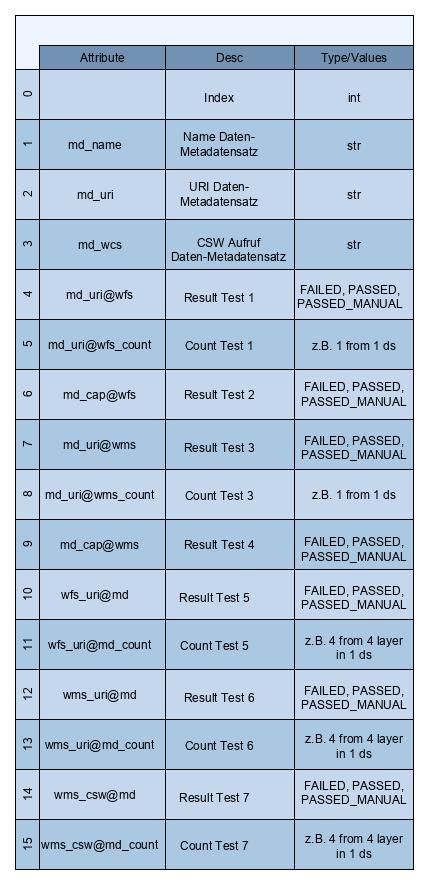 Attribute Desc Type/Values
0 Index int
1 md_name Name Daten-
Metadatensatz str
2 md_uri URI Daten-
Metadatensatz str
3 md_wcs CSW Aufruf
Daten-Metadatensatz str
4 md_uri@wfs Result Test 1 FAILED, PASSED,
PASSED_MANUAL
5 md_uri@wfs_count Count Test 1 z.B. 1 from 1 ds
6 md_cap@wfs Result Test 2 FAILED, PASSED,
PASSED_MANUAL
7 md_uri@wms Result Test 3 FAILED, PASSED,
PASSED_MANUAL
8 md_uri@wms_count Count Test 3 z.B. 1 from 1 ds
9 md_cap@wms Result Test 4 FAILED, PASSED,
PASSED_MANUAL
10 wfs_uri@md Result Test 5 FAILED, PASSED,
PASSED_MANUAL
11 wfs_uri@md_count Count Test 5 z.B. 4 from 4 layer
in 1 ds
12 wms_uri@md Result Test 6 FAILED, PASSED,
PASSED_MANUAL
13 wms_uri@md_count Count Test 6 z.B. 4 from 4 layer
in 1 ds
14 wms_csw@md Result Test 7 FAILED, PASSED,
PASSED_MANUAL
15 wms_csw@md_count Count Test 7 z.B. 4 from 4 layer
in 1 ds